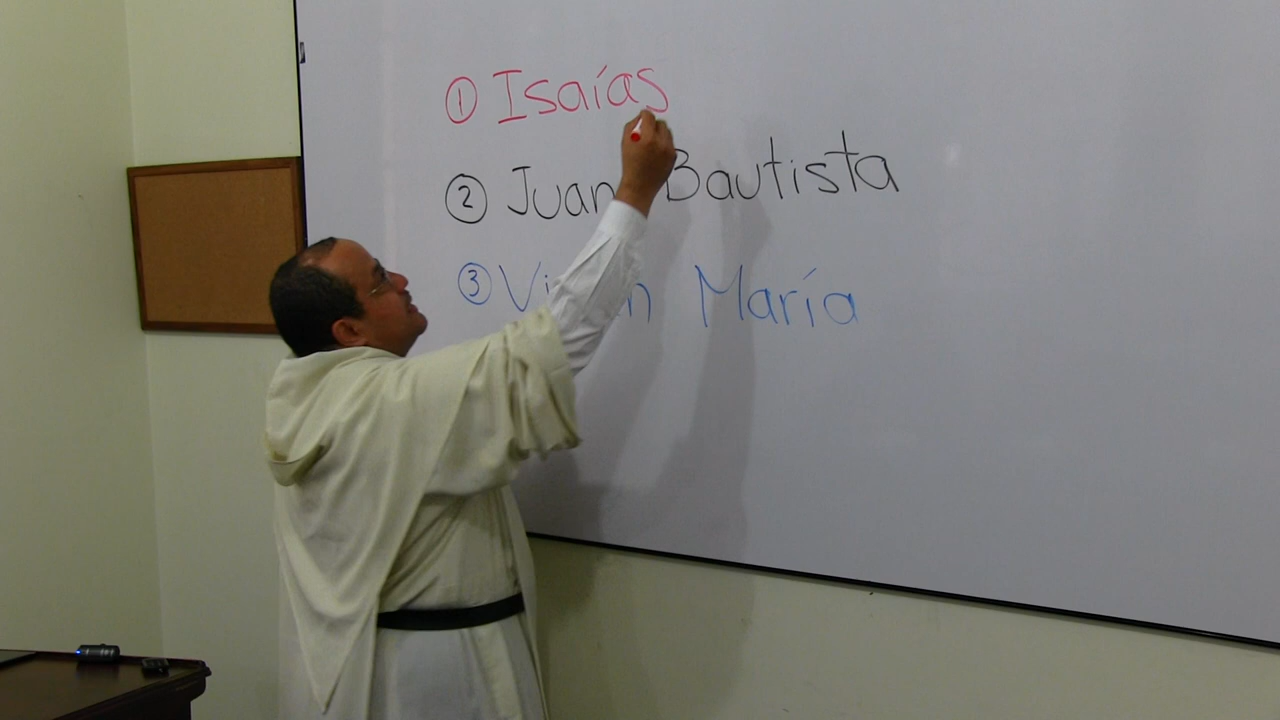 ① Isaías
② Juan Bautista
③ María